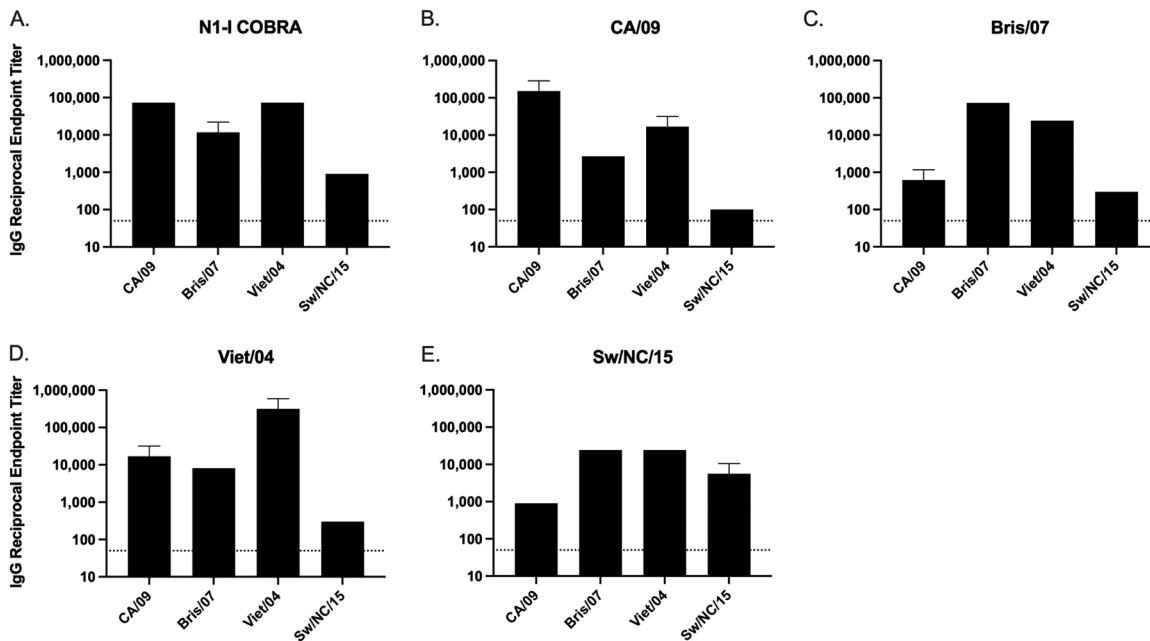 A.
N1-I COBRA
IgG Reciprocal Endpoint Titer
1,000,000
100,000
10,000
1,000
100
10
CA/09
Bris/07
Viet/04
Sw/NC/15
B.
CA/09
1,000,000
100,000
10,000
1,000
100
10
CA/09
Bris/07
Viet/04
Sw/NC/15
C.
Bris/07
1,000,000
100,000
10,000
1,000
100
10
CA/09
Bris/07
Viet/04
Sw/NC/15
D.
Viet/04
IgG Reciprocal Endpoint Titer
1,000,000
100,000
10,000
1,000
100
10
CA/09
Bris/07
Viet/04
Sw/NC/15
E.
Sw/NC/15
1,000,000
100,000
10,000
1,000
100
10
CA/09
Bris/07
Viet/04
Sw/NC/15